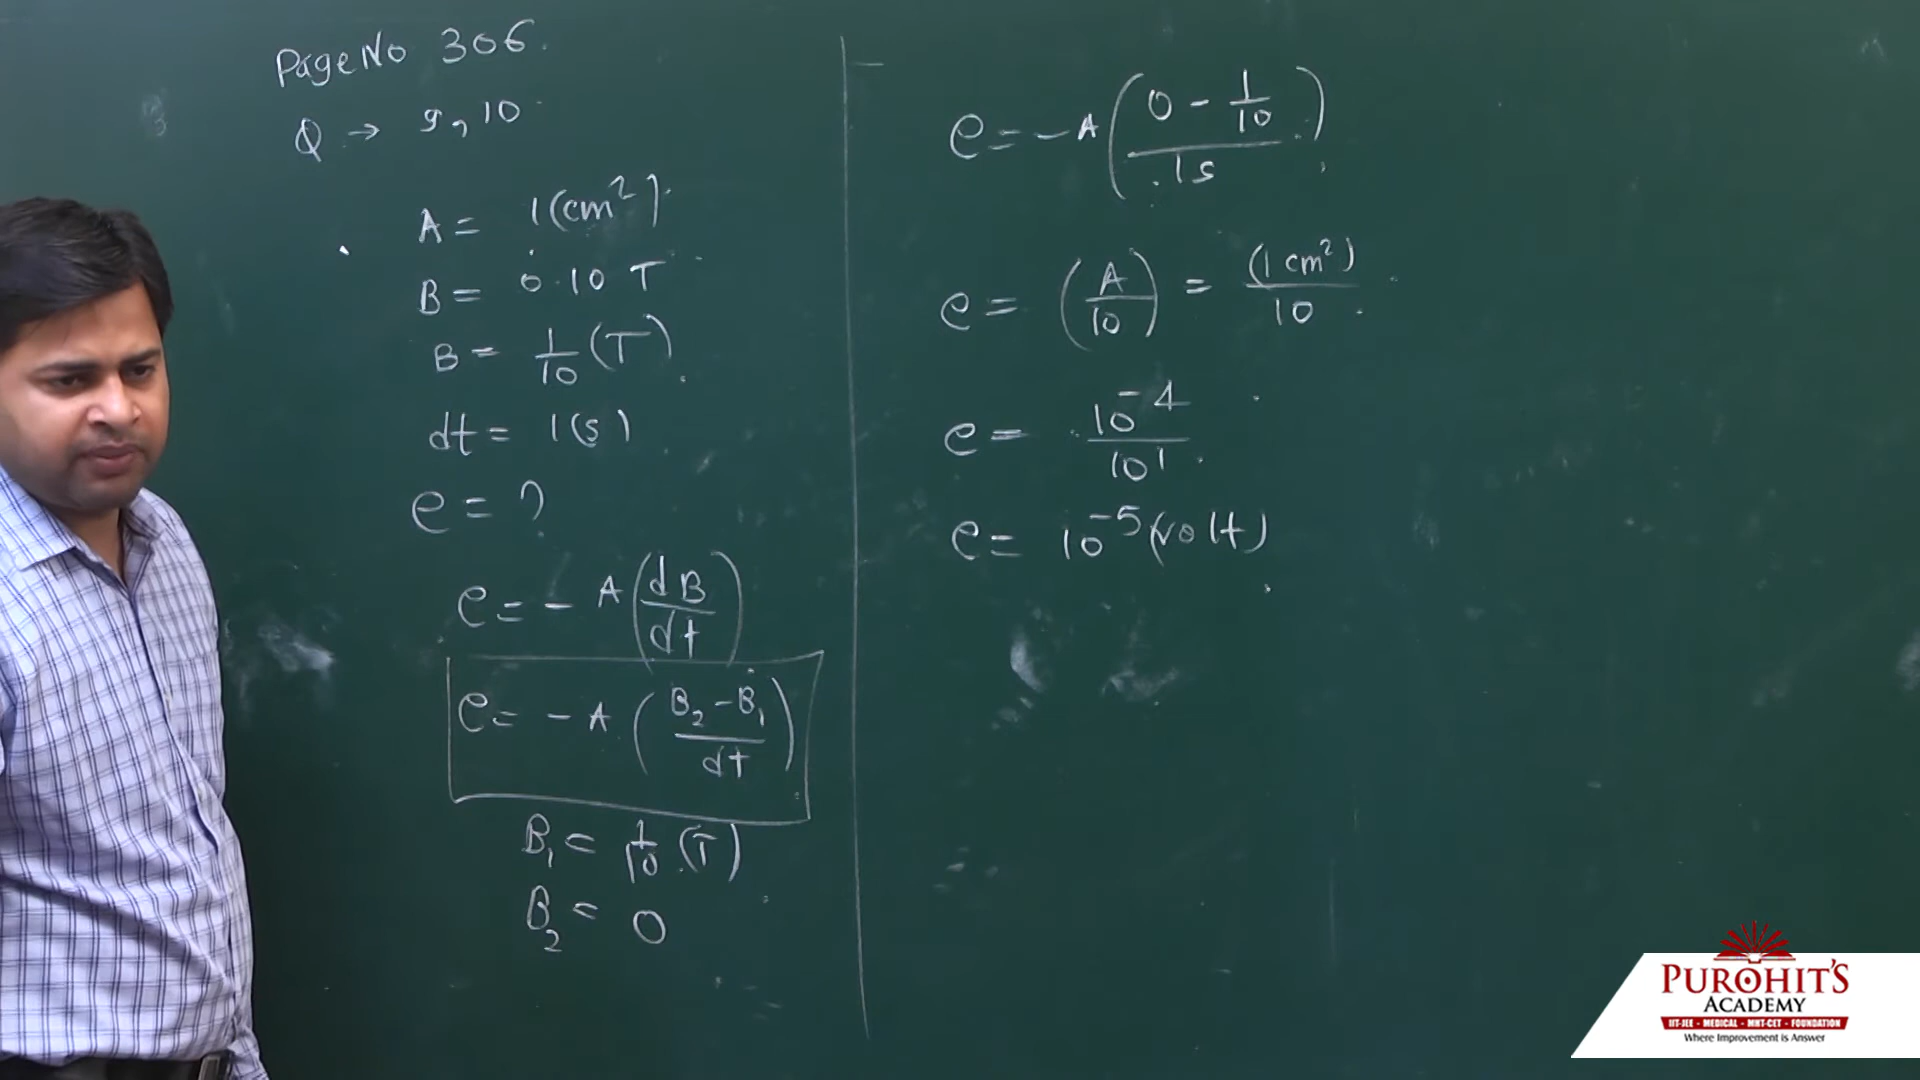 Page No 306.
Q → 9, 10
A = 1 (cm²)
B = 0.10 T
B = 1/10 (T)
dt = 1 (s)
e = ?
e = - A (dB/dt)
e = - A (B₂ - B₁/dt)
B₁ = 1/10 (T)
B₂ = 0
e = - A (0 - 1/10 / 1s)
e = (A/10) = (1 cm²)/10
e = 10⁻⁴/10¹
e = 10⁻⁵ (volt)
PUROHIT'S
ACADEMY
IIT-JEE • MEDICAL • MHT-CET • FOUNDATION
Where Improvement is Answer